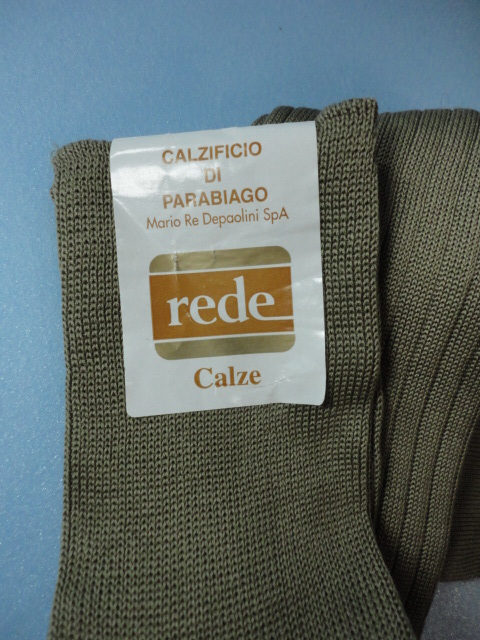 CALZIFICIO
DI
PARABIAGO
Mario Re Depaolini SpA
rede
Calze